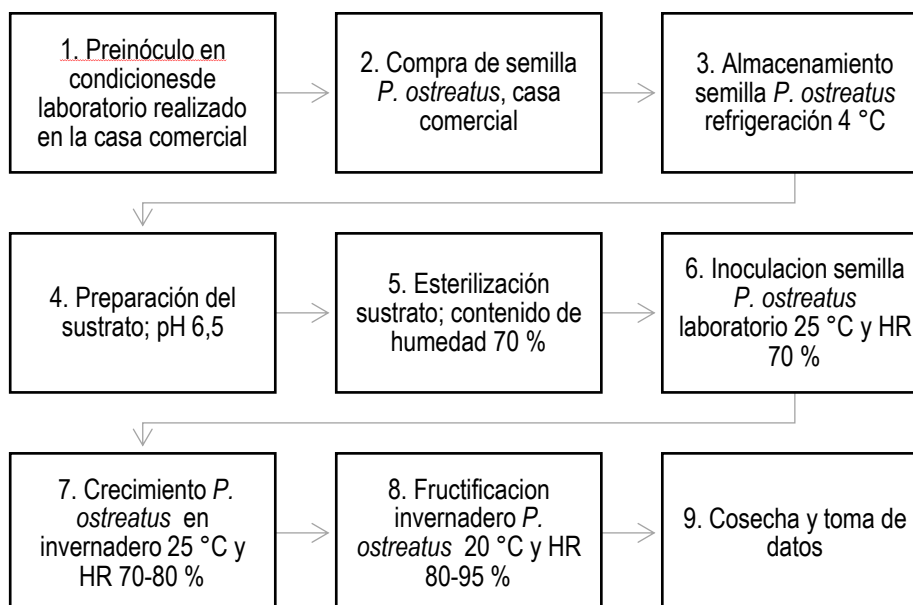 1. Preinóculo en
condicionesde
laboratorio realizado
en la casa comercial
2. Compra de semilla
P. ostreatus, casa
comercial
3. Almacenamiento
semilla P. ostreatus
refrigeración 4 °C
4. Preparación del
sustrato; pH 6,5
5. Esterilización
sustrato; contenido de
humedad 70 %
6. Inoculacion semilla
P. ostreatus
laboratorio 25 °C y HR
70 %
7. Crecimiento P.
ostreatus en
invernadero 25 °C y
HR 70-80 %
8. Fructificacion
invernadero P.
ostreatus 20 °C y HR
80-95 %
9. Cosecha y toma de
datos